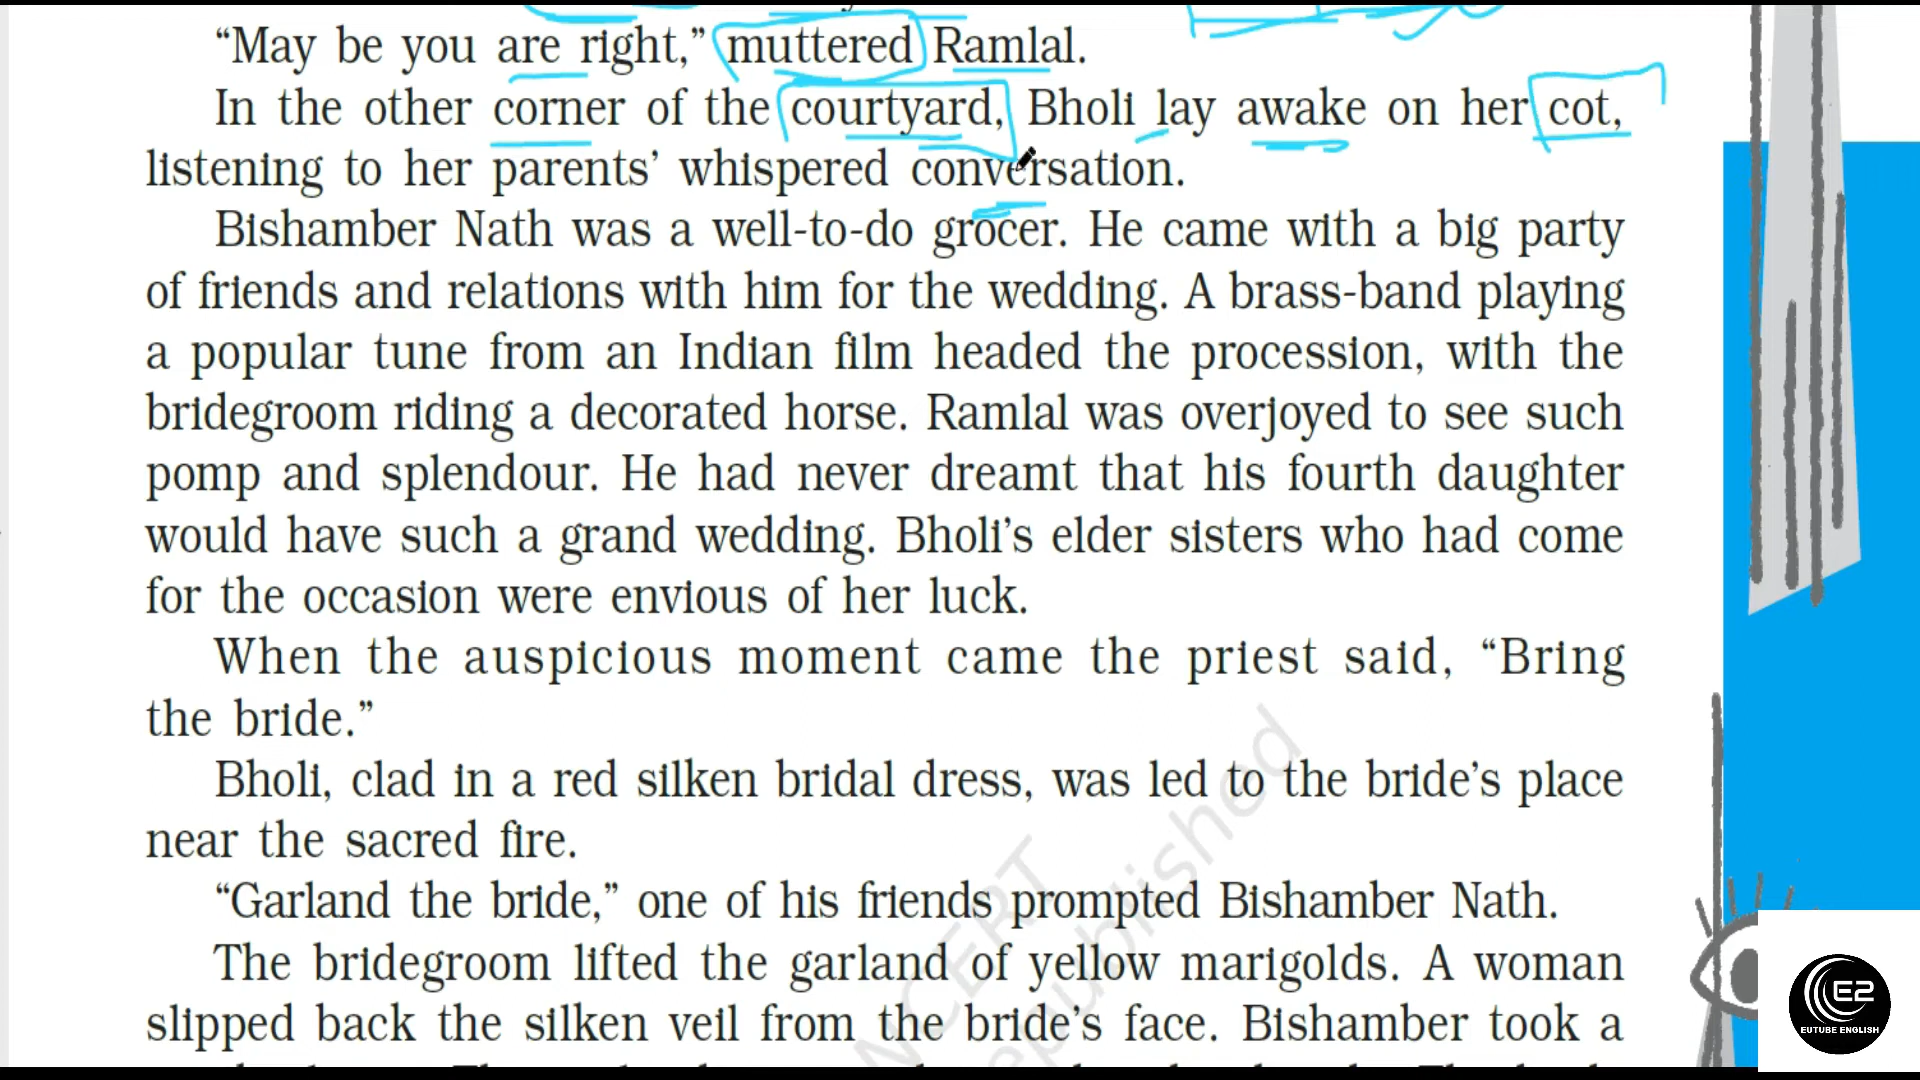 “May be you are right,” muttered Ramlal.
In the other corner of the courtyard, Bholi lay awake on her cot,
listening to her parents’ whispered conversation.
Bishamber Nath was a well-to-do grocer. He came with a big party
of friends and relations with him for the wedding. A brass-band playing
a popular tune from an Indian film headed the procession, with the
bridegroom riding a decorated horse. Ramlal was overjoyed to see such
pomp and splendour. He had never dreamt that his fourth daughter
would have such a grand wedding. Bholi’s elder sisters who had come
for the occasion were envious of her luck.
When the auspicious moment came the priest said, “Bring
the bride.”
Bholi, clad in a red silken bridal dress, was led to the bride’s place
near the sacred fire.
“Garland the bride,” one of his friends prompted Bishamber Nath.
The bridegroom lifted the garland of yellow marigolds. A woman
slipped back the silken veil from the bride’s face. Bishamber took a
NCERT
republished
E2
EUTUBE ENGLISH